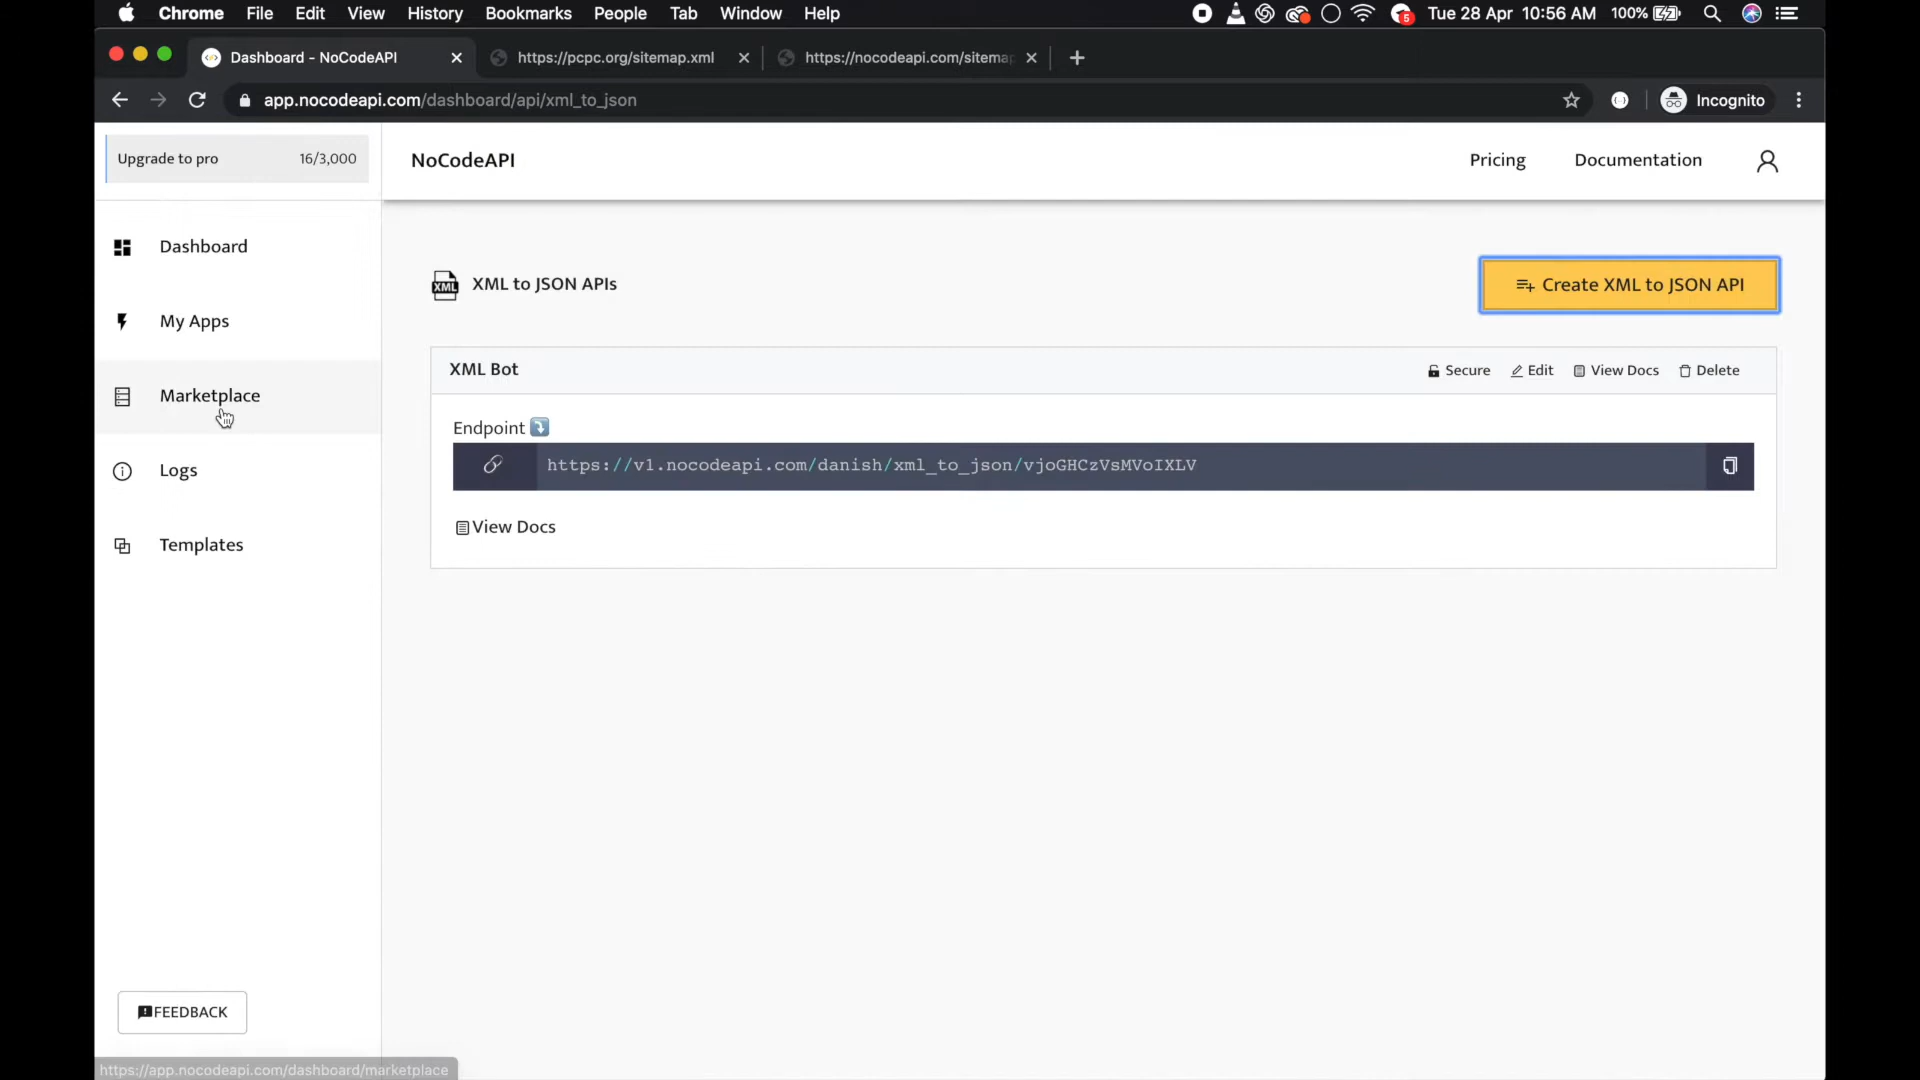 Chrome File Edit View History Bookmarks People Tab Window Help 5 Tue 28 Apr 10:56 AM 100%
Dashboard - NoCodeAPI https://pcpc.org/sitemap.xml https://nocodeapi.com/sitemap
app.nocodeapi.com/dashboard/api/xml_to_json Incognito
Upgrade to pro 16/3,000
NoCodeAPI Pricing Documentation
Dashboard
My Apps
Marketplace
Logs
Templates
XML XML to JSON APIs Create XML to JSON API
XML Bot Secure Edit View Docs Delete
Endpoint
https://v1.nocodeapi.com/danish/xml_to_json/vjoGHCzVsMVoIXLV
View Docs
FEEDBACK
https://app.nocodeapi.com/dashboard/marketplace